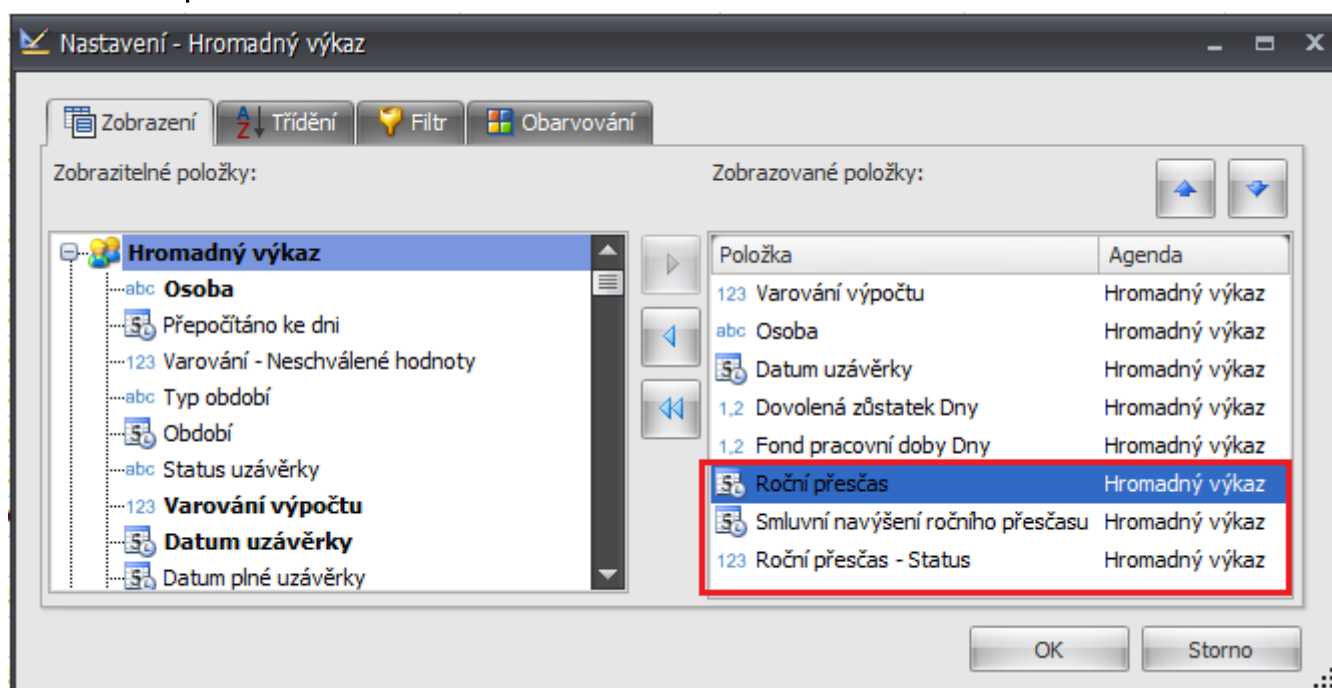 Nastavení - Hromadný výkaz
Zobrazení
Třídění
Filtr
Obarvování
Zobrazitelné položky:
Hromadný výkaz
abc Osoba
Přepočítáno ke dni
123 Varování - Neschválené hodnoty
abc Typ období
Období
abc Status uzávěrky
123 Varování výpočtu
Datum uzávěrky
Datum plné uzávěrky
Zobrazované položky:
Položka Agenda
123 Varování výpočtu Hromadný výkaz
abc Osoba Hromadný výkaz
Datum uzávěrky Hromadný výkaz
1,2 Dovolená zůstatek Dny Hromadný výkaz
1,2 Fond pracovní doby Dny Hromadný výkaz
Roční přesčas Hromadný výkaz
Smluvní navýšení ročního přesčasu Hromadný výkaz
123 Roční přesčas - Status Hromadný výkaz
OK
Storno